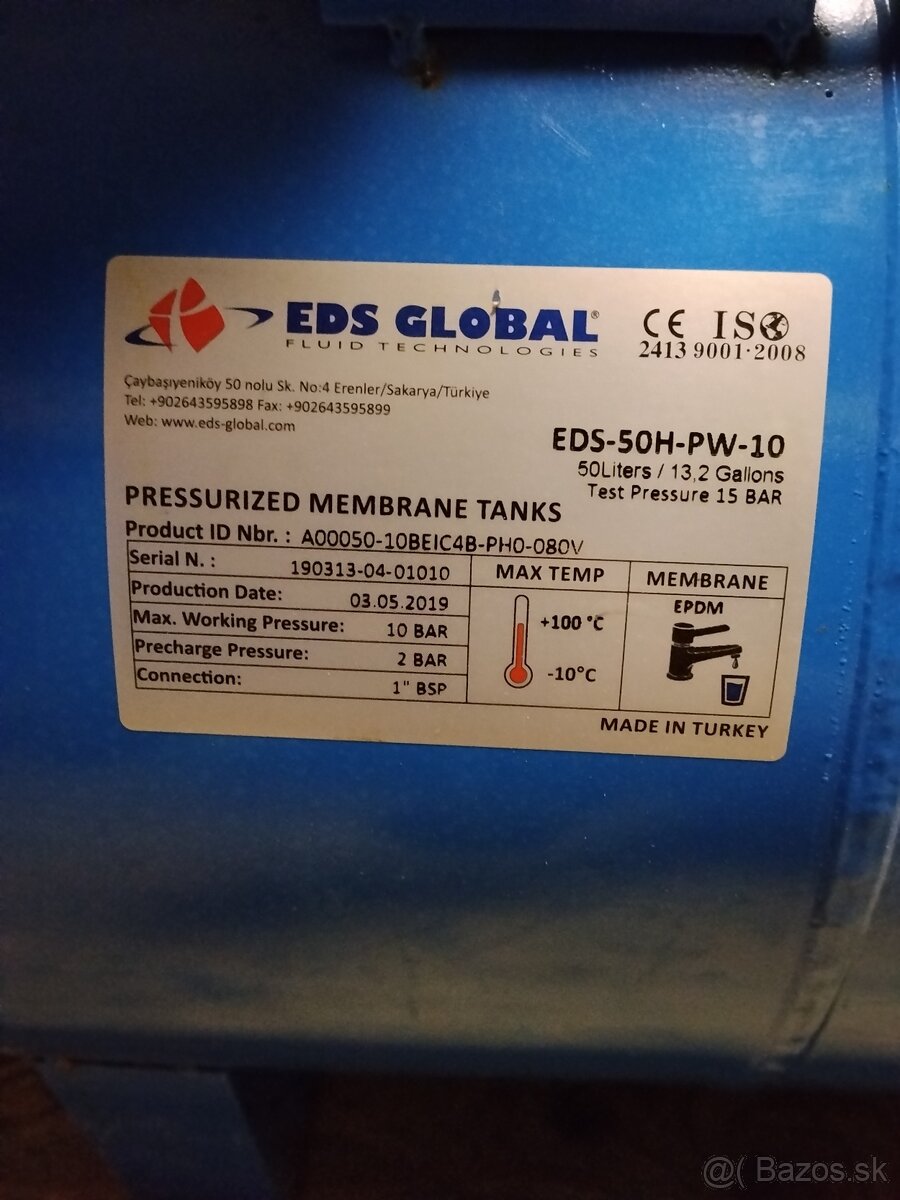 EDS GLOBAL®
FLUID TECHNOLOGIES
CE ISO
2413 9001·2008
Çaybaşıyeniköy 50 nolu Sk. No:4 Erenler/Sakarya/Türkiye
Tel: +902643595898 Fax: +902643595899
Web: www.eds-global.com
EDS-50H-PW-10
50Liters / 13,2 Gallons
Test Pressure 15 BAR
PRESSURIZED MEMBRANE TANKS
Product ID Nbr. : A00050-10BEIC4B-PH0-080V
Serial N. : 190313-04-01010
Production Date: 03.05.2019
Max. Working Pressure: 10 BAR
Precharge Pressure: 2 BAR
Connection: 1" BSP
MAX TEMP
+100 °C
-10°C
MEMBRANE
EPDM
MADE IN TURKEY
@( Bazos.sk